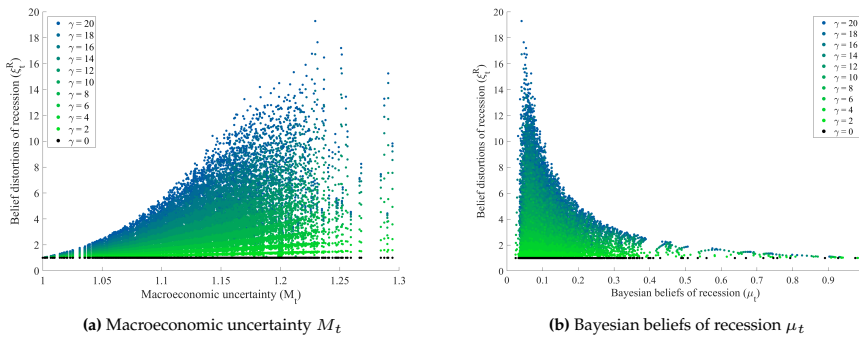 20
18
16
14
12
10
8
6
4
2
0
Belief distortions of recession (ξ_t^R)
γ = 20
γ = 18
γ = 16
γ = 14
γ = 12
γ = 10
γ = 8
γ = 6
γ = 4
γ = 2
γ = 0
1 1.05 1.1 1.15 1.2 1.25 1.3
Macroeconomic uncertainty (M_t)
(a) Macroeconomic uncertainty M_t
20
18
16
14
12
10
8
6
4
2
0
Belief distortions of recession (ξ_t^R)
γ = 20
γ = 18
γ = 16
γ = 14
γ = 12
γ = 10
γ = 8
γ = 6
γ = 4
γ = 2
γ = 0
0 0.1 0.2 0.3 0.4 0.5 0.6 0.7 0.8 0.9
Bayesian beliefs of recession (μ_t)
(b) Bayesian beliefs of recession μ_t